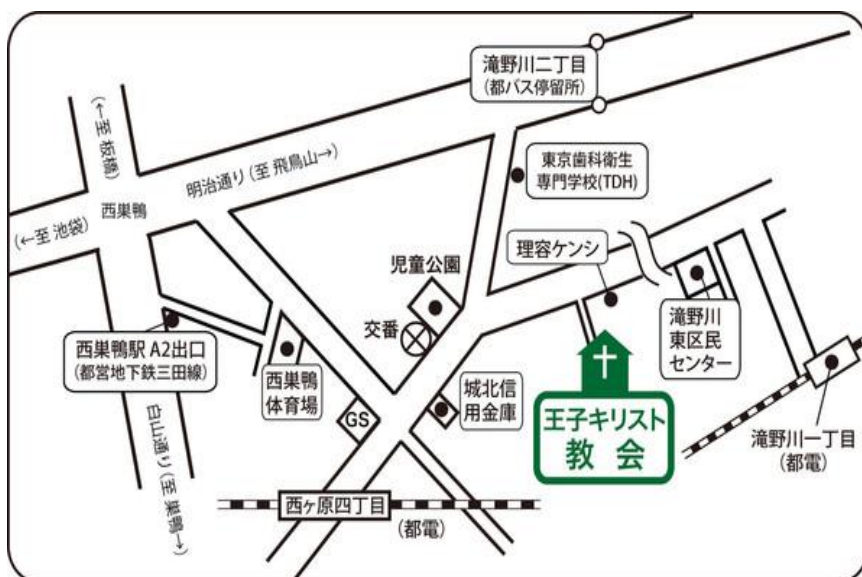 滝野川二丁目
(都バス停留所)
(←至 板橋)
明治通り(至 飛鳥山→)
東京歯科衛生
専門学校(TDH)
西巣鴨
(←至 池袋)
理容ケンシ
児童公園
交番
滝野川
東区民
センター
西巣鴨駅 A2出口
(都営地下鉄三田線)
西巣鴨
体育場
城北信
用金庫
GS
王子キリスト
教会
滝野川一丁目
(都電)
白山通り(至 巣鴨→)
西ヶ原四丁目
(都電)